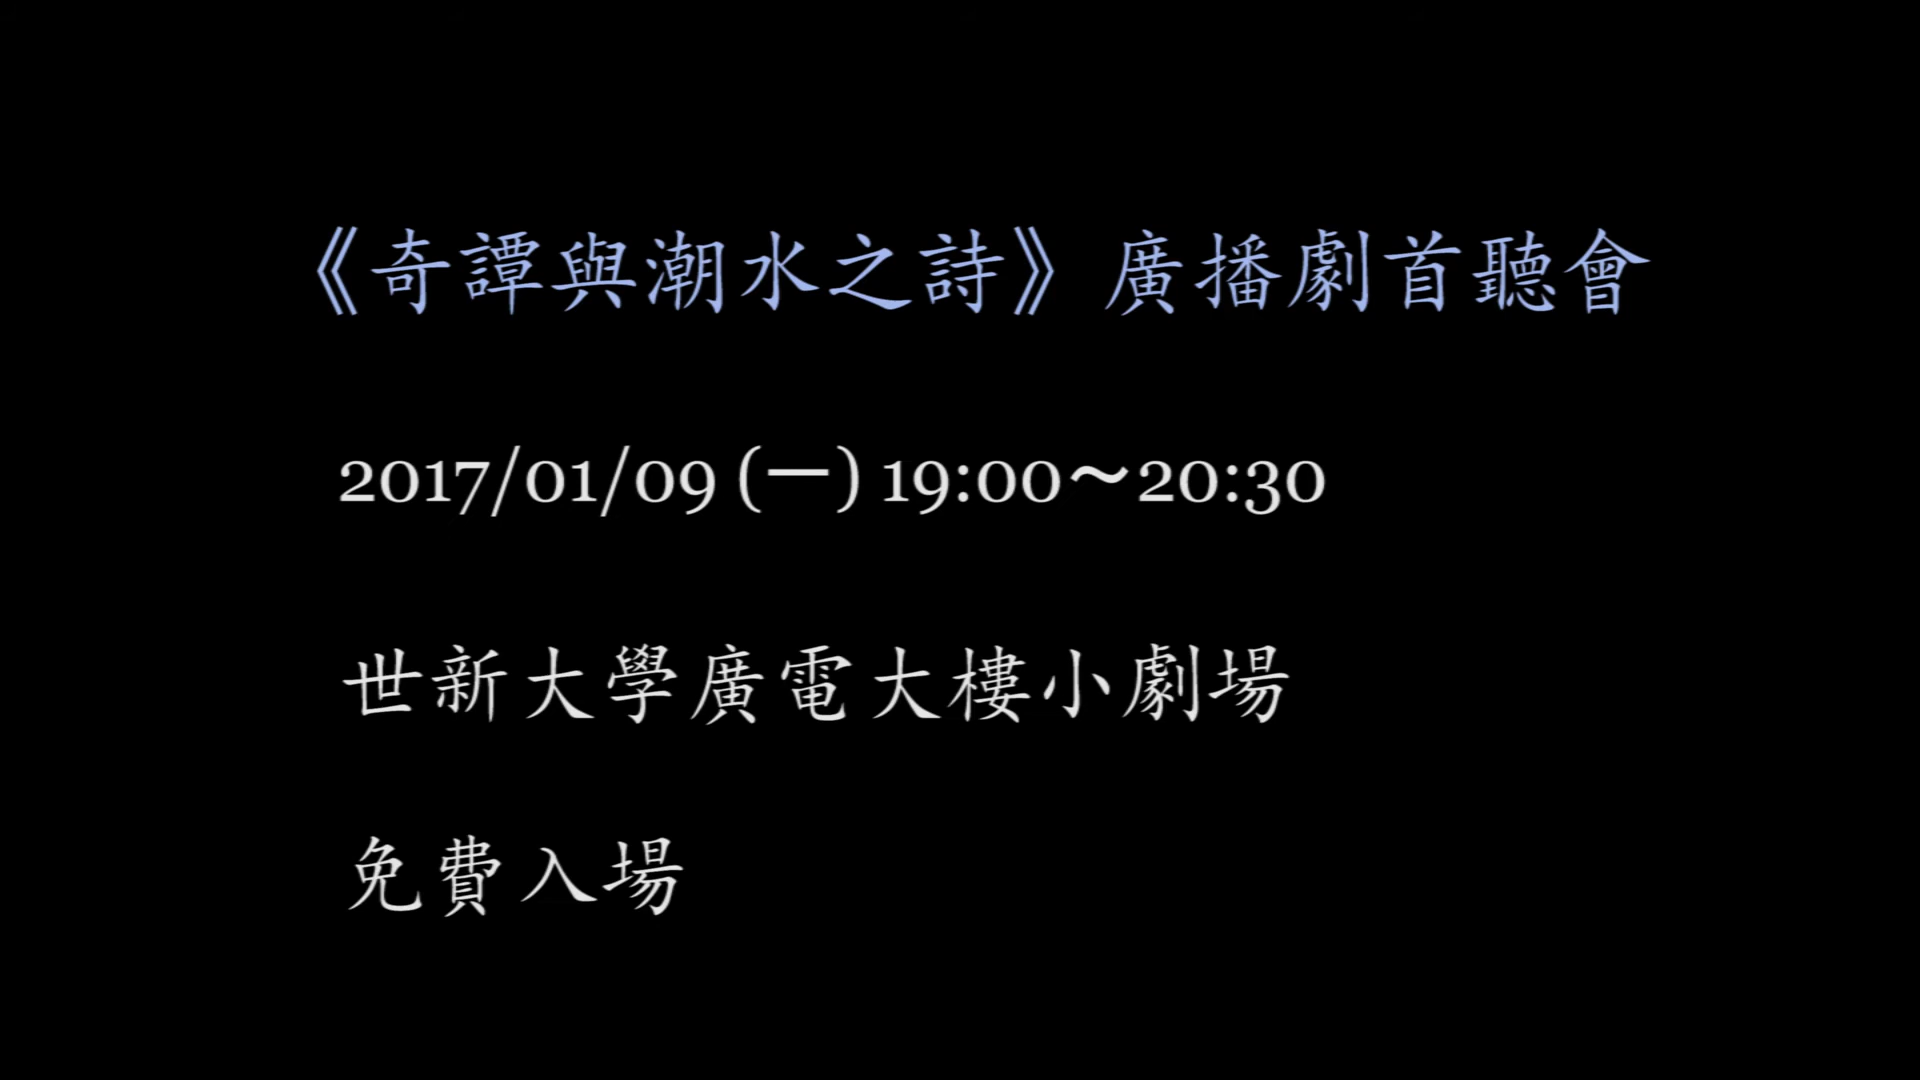 《奇譚與潮水之詩》廣播劇首聽會
2017/01/09 (一) 19:00～20:30
世新大學廣電大樓小劇場
免費入場